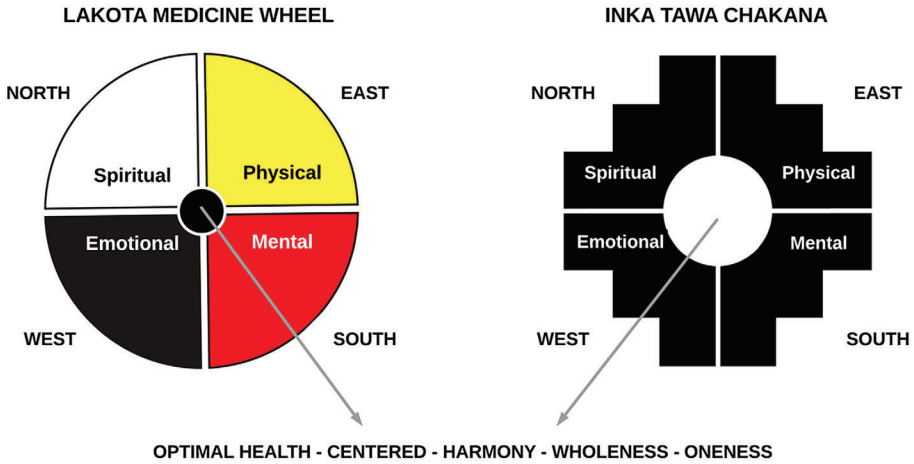 LAKOTA MEDICINE WHEEL
NORTH
EAST
Spiritual
Physical
Emotional
Mental
WEST
SOUTH
INKA TAWA CHAKANA
NORTH
EAST
Spiritual
Physical
Emotional
Mental
WEST
SOUTH
OPTIMAL HEALTH - CENTERED - HARMONY - WHOLENESS - ONENESS